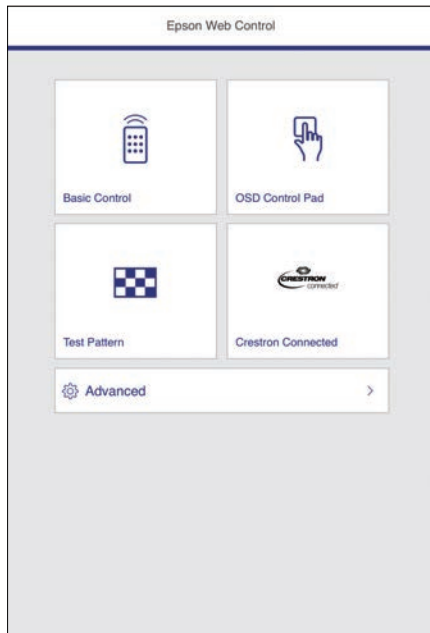 Epson Web Control
Basic Control
OSD Control Pad
CRESTRON
connected
Test Pattern
Crestron Connected
Advanced